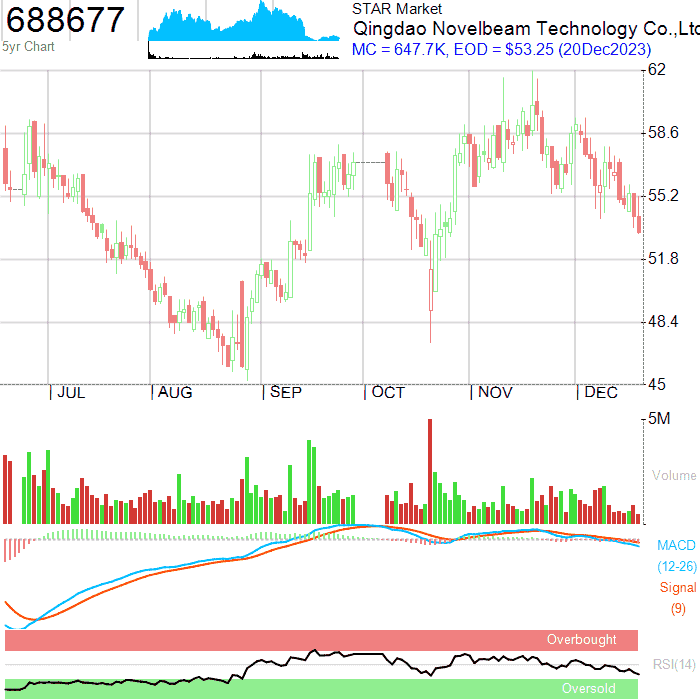 688677
5yr Chart
STAR Market
Qingdao Novelbeam Technology Co.,Ltd
MC = 647.7K, EOD = $53.25 (20Dec2023)
62
58.6
55.2
51.8
48.4
45
JUL AUG SEP OCT NOV DEC
5M
Volume
MACD
(12-26)
Signal
(9)
Overbought
RSI(14)
Oversold